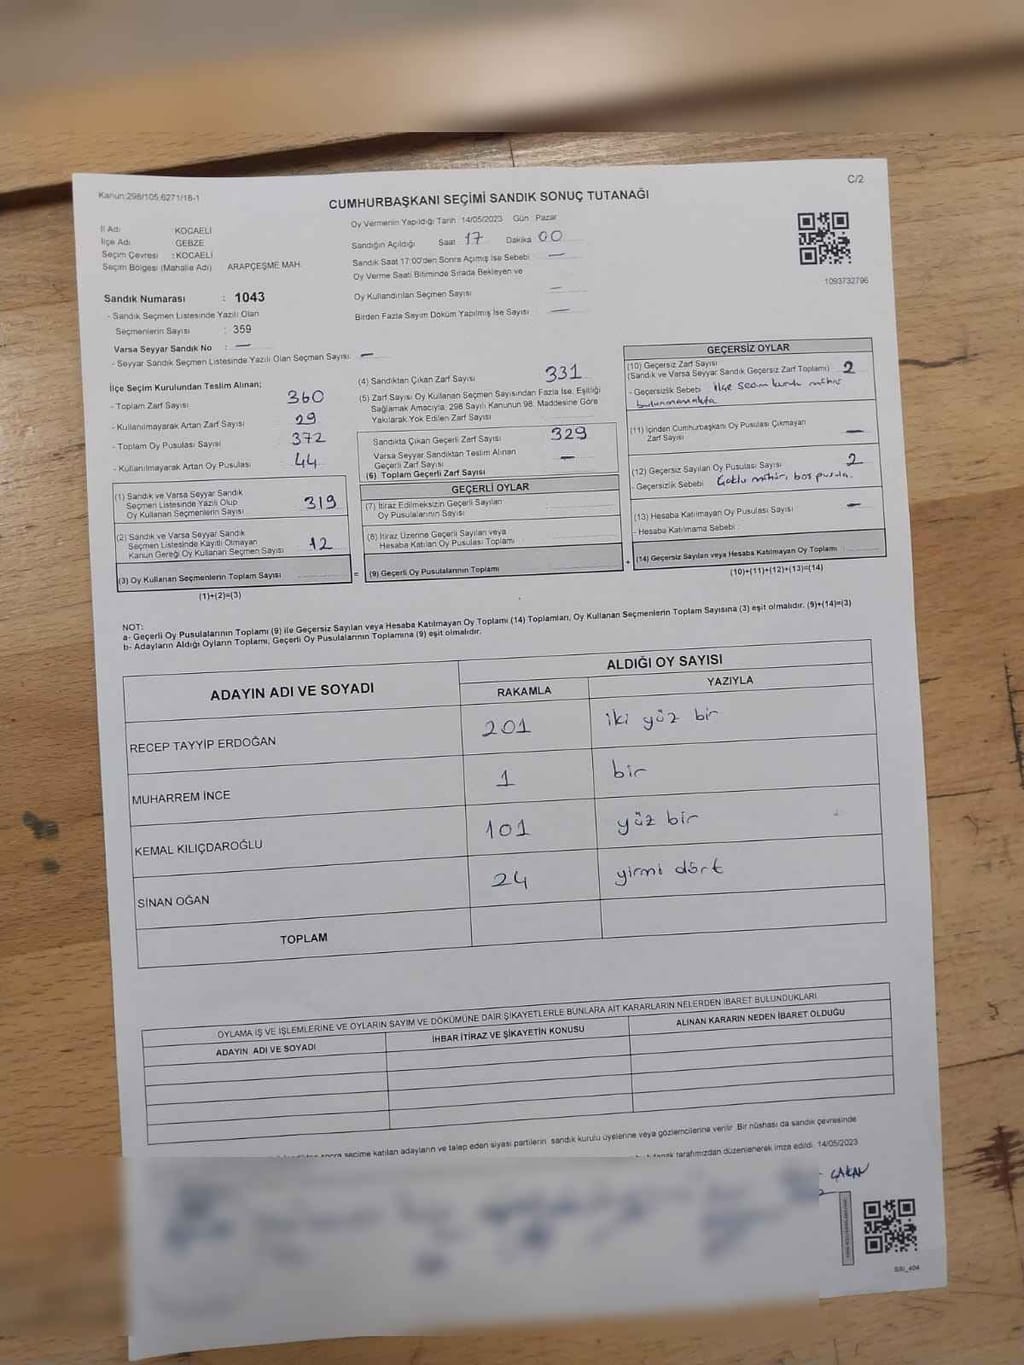 Kanun:298/105,6271/18-1
C/2
CUMHURBAŞKANI SEÇİMİ SANDIK SONUÇ TUTANAĞI
İl Adı KOCAELİ
İlçe Adı GEBZE
Seçim Çevresi : KOCAELİ
Seçim Bölgesi (Mahalle Adı) ARAPÇEŞME MAH.
Sandık Numarası : 1043
- Sandık Seçmen Listesinde Yazılı Olan
Seçmenlerin Sayısı : 359
Varsa Seyyar Sandık No : —
- Seyyar Sandık Seçmen Listesinde Yazılı Olan Seçmen Sayısı : —
Oy Vermenin Yapıldığı Tarih 14/05/2023 Gün Pazar
Sandığın Açıldığı Saat 17 Dakika 00
Sandık Saat 17:00'den Sonra Açılmış İse Sebebi —
Oy Verme Saati Bitiminde Sırada Bekleyen ve
Oy Kullandırılan Seçmen Sayısı —
Birden Fazla Sayım Döküm Yapılmış İse Sayısı —
1093732796
İlçe Seçim Kurulundan Teslim Alınan;
- Toplam Zarf Sayısı 360
- Kullanılmayarak Artan Zarf Sayısı 29
- Toplam Oy Pusulası Sayısı 372
- Kullanılmayarak Artan Oy Pusulası 44
(1) Sandık ve Varsa Seyyar Sandık
Seçmen Listesinde Yazılı Olup
Oy Kullanan Seçmenlerin Sayısı 319
(2) Sandık ve Varsa Seyyar Sandık
Seçmen Listesinde Kayıtlı Olmayan
Kanun Gereği Oy Kullanan Seçmen Sayısı 12
(3) Oy Kullanan Seçmenlerin Toplam Sayısı
(1)+(2)=(3)
(4) Sandıktan Çıkan Zarf Sayısı 331
(5) Zarf Sayısı Oy Kullanan Seçmen Sayısından Fazla İse, Eşitliği
Sağlamak Amacıyla; 298 Sayılı Kanunun 98. Maddesine Göre
Yakılarak Yok Edilen Zarf Sayısı
Sandıkta Çıkan Geçerli Zarf Sayısı 329
Varsa Seyyar Sandıktan Teslim Alınan
Geçerli Zarf Sayısı —
(6) Toplam Geçerli Zarf Sayısı
GEÇERLİ OYLAR
(7) İtiraz Edilmeksizin Geçerli Sayılan
Oy Pusulalarının Sayısı
(8) İtiraz Üzerine Geçerli Sayılan veya
Hesaba Katılan Oy Pusulası Toplamı
= (9) Geçerli Oy Pusulalarının Toplamı
GEÇERSİZ OYLAR
(10) Geçersiz Zarf Sayısı
(Sandık ve Varsa Seyyar Sandık Geçersiz Zarf Toplamı) 2
- Geçersizlik Sebebi İlçe seçim kurulu mührü
bulunmamakta
(11) İçinden Cumhurbaşkanı Oy Pusulası Çıkmayan
Zarf Sayısı —
(12) Geçersiz Sayılan Oy Pusulası Sayısı 2
- Geçersizlik Sebebi Çoklu mühür, boş pusula.
(13) Hesaba Katılmayan Oy Pusulası Sayısı —
- Hesaba Katılmama Sebebi :
+ (14) Geçersiz Sayılan veya Hesaba Katılmayan Oy Toplamı
(10)+(11)+(12)+(13)=(14)
NOT:
a- Geçerli Oy Pusulalarının Toplamı (9) ile Geçersiz Sayılan veya Hesaba Katılmayan Oy Toplamı (14) Toplamları, Oy Kullanan Seçmenlerin Toplam Sayısına (3) eşit olmalıdır. (9)+(14)=(3)
b- Adayların Aldığı Oyların Toplamı, Geçerli Oy Pusulalarının Toplamına (9) eşit olmalıdır.
ADAYIN ADI VE SOYADI ALDIĞI OY SAYISI
RAKAMLA YAZIYLA
RECEP TAYYİP ERDOĞAN 201 iki yüz bir
MUHARREM İNCE 1 bir
KEMAL KILIÇDAROĞLU 101 yüz bir
SİNAN OĞAN 24 yirmi dört
TOPLAM
OYLAMA İŞ VE İŞLEMLERİNE VE OYLARIN SAYIM VE DÖKÜMÜNE DAİR ŞİKAYETLERLE BUNLARA AİT KARARLARIN NELERDEN İBARET BULUNDUKLARI
ADAYIN ADI VE SOYADI İHBAR İTİRAZ VE ŞİKAYETİN KONUSU ALINAN KARARIN NEDEN İBARET OLDUĞU
sonra seçime katılan adayların ve talep eden siyasi partilerin sandık kurulu üyelerine veya gözlemcilerine verilir. Bir nüshası da sandık çevresinde
tutanak tarafımızdan düzenlenerek imza edildi. 14/05/2023